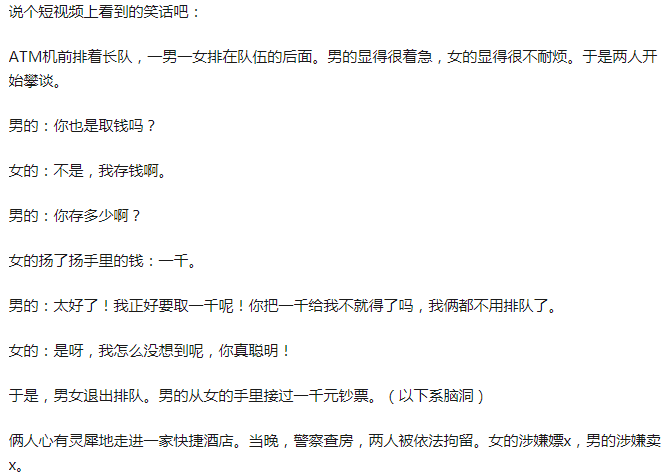 说个短视频上看到的笑话吧：
ATM机前排着长队，一男一女排在队伍的后面。男的显得很着急，女的显得很不耐烦。于是两人开
始攀谈。
男的：你也是取钱吗？
女的：不是，我存钱啊。
男的：你存多少啊？
女的扬了扬手里的钱：一千。
男的：太好了！我正好要取一千呢！你把一千给我不就得了吗，我俩都不用排队了。
女的：是呀，我怎么没想到呢，你真聪明！
于是，男女退出排队。男的从女的手里接过一千元钞票。（以下系脑洞）
俩人心有灵犀地走进一家快捷酒店。当晚，警察查房，两人被依法拘留。女的涉嫌嫖x，男的涉嫌卖
x。